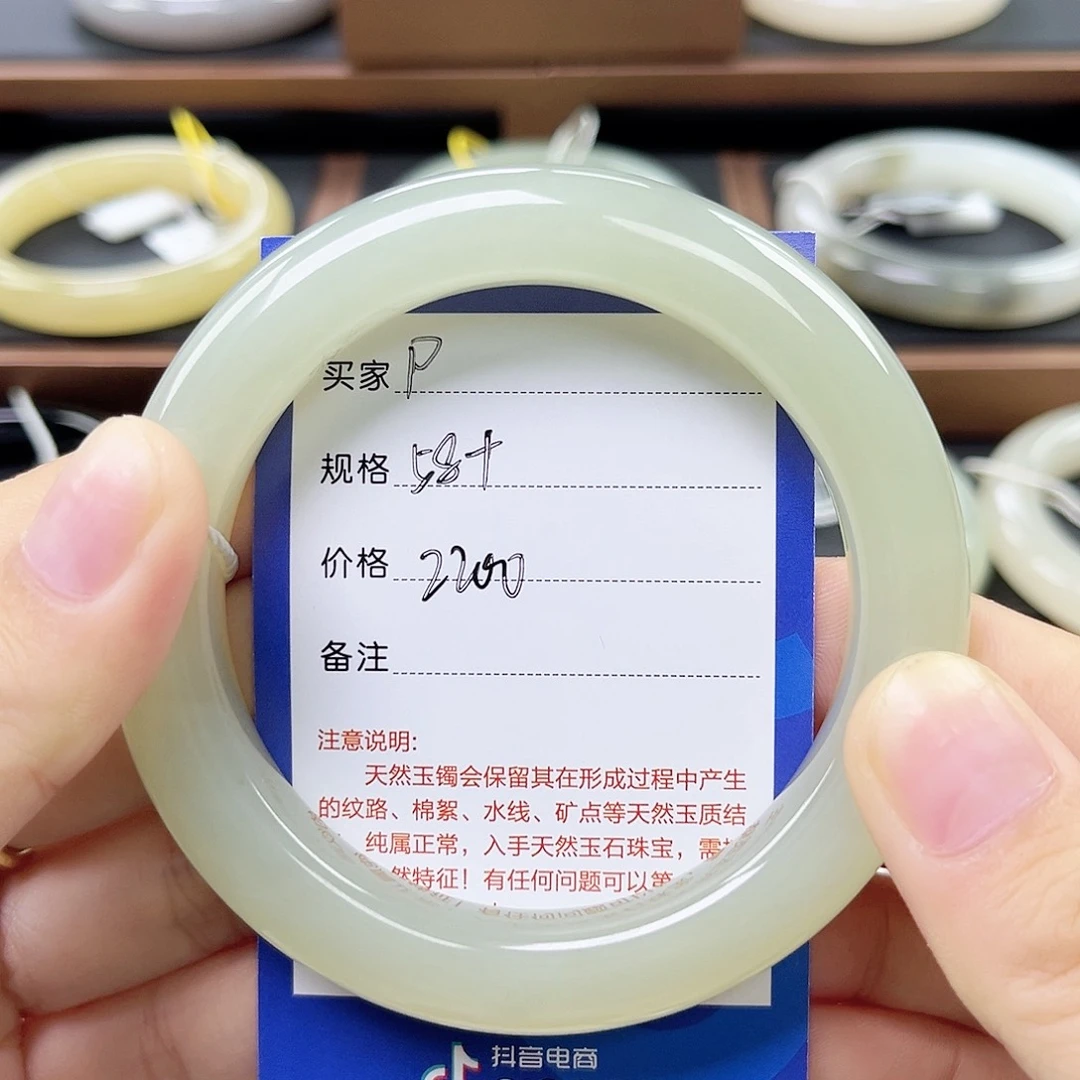 买家 P
规格 58+
价格 2200
备注
注意说明:
天然玉镯会保留其在形成过程中产生
的纹路、棉絮、水线、矿点等天然玉质结
纯属正常，入手天然玉石珠宝，需
然特征！有任何问题可以第
抖音电商